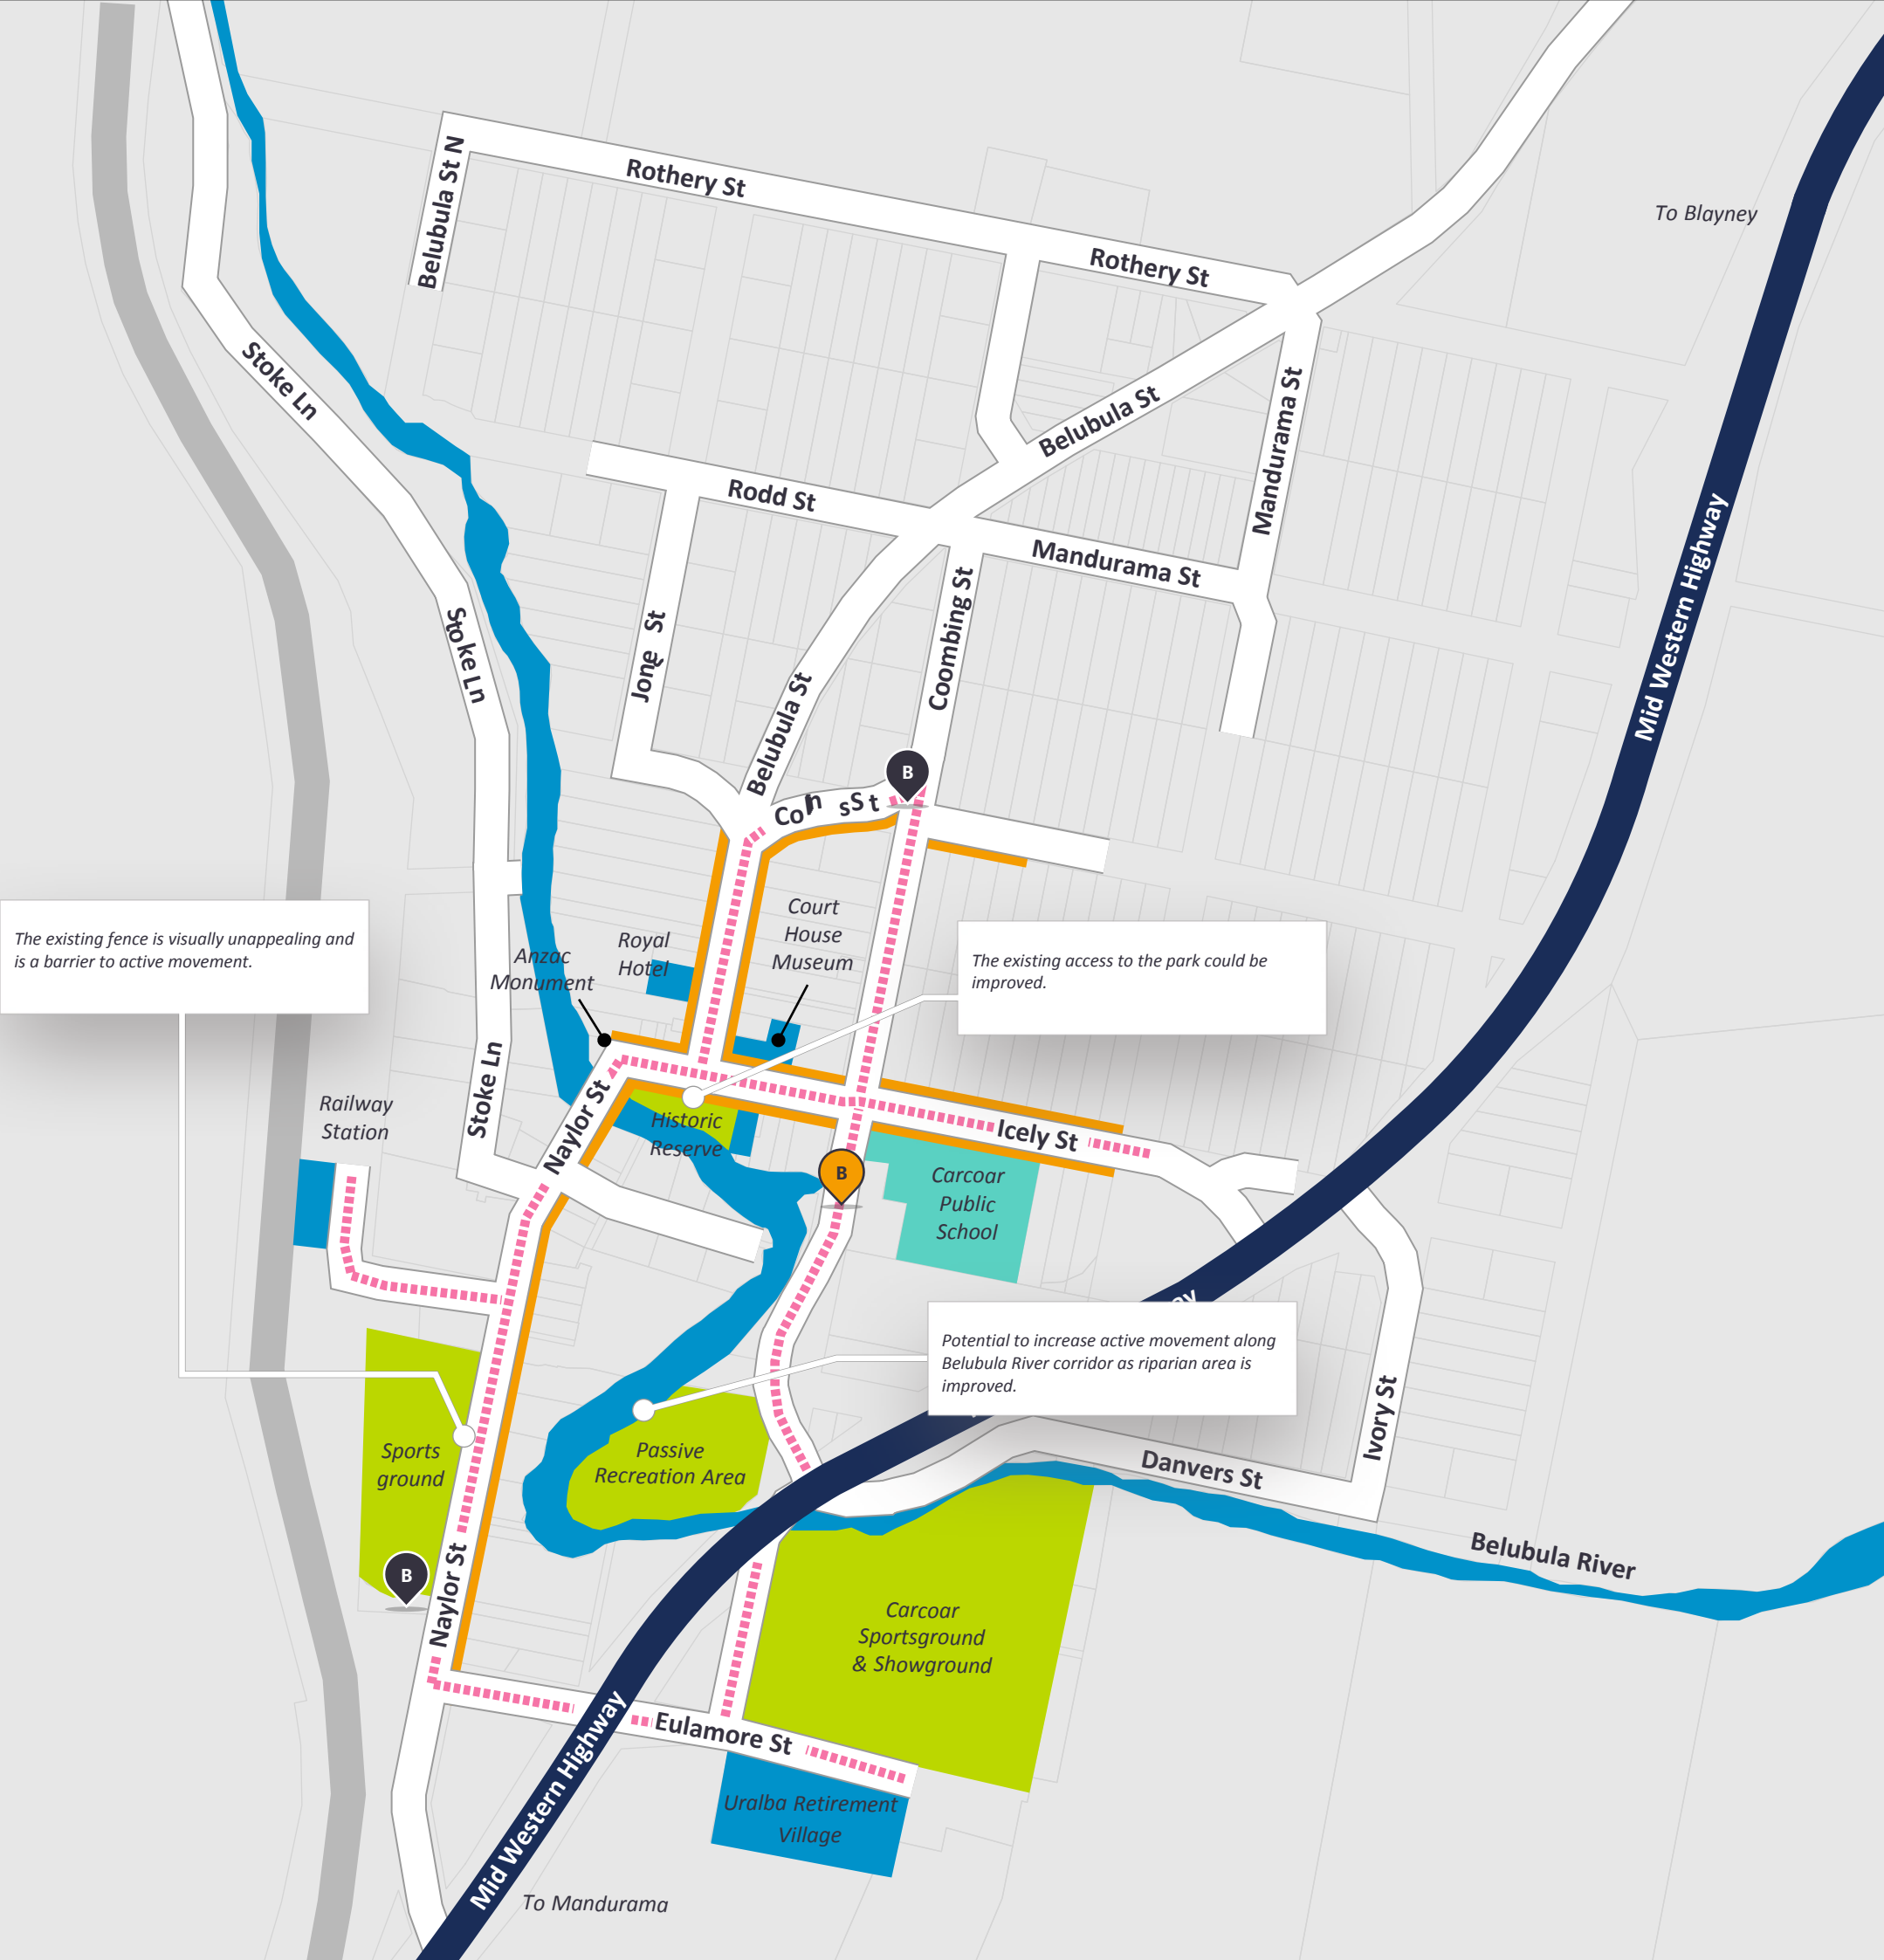 Belubula St N
Rothery St
Rothery St
To Blayney
Stoke Ln
Belubula St
Mandurama St
Rodd St
Mandurama St
Mid Western Highway
Stoke Ln
Jone St
Coombing St
Belubula St
B
St
The existing fence is visually unappealing and
is a barrier to active movement.
Court
House
Museum
Royal
Hotel
Anzac
Monument
The existing access to the park could be
improved.
Stoke Ln
Railway
Station
Naylor St
Historic
Reserve
Icely St
B
Carcoar
Public
School
Potential to increase active movement along
Belubula River corridor as riparian area is
improved.
Ivory St
Sports
ground
Passive
Recreation Area
Danvers St
Belubula River
B
Naylor St
Carcoar
Sportsground
& Showground
Eulamore St
Mid Western Highway
Uralba Retirement
Village
To Mandurama